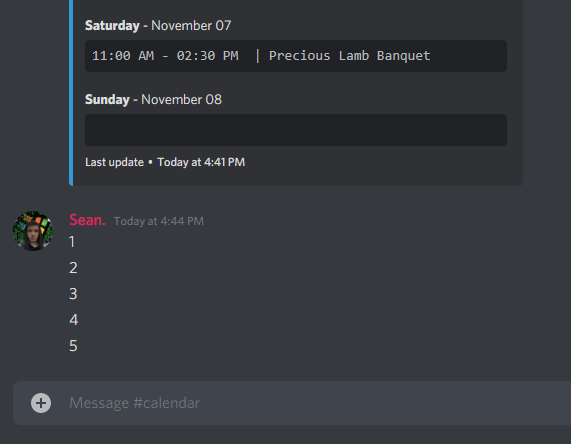 Saturday - November 07
11:00 AM - 02:30 PM | Precious Lamb Banquet
Sunday - November 08
Last update • Today at 4:41 PM
Sean. Today at 4:44 PM
1
2
3
4
5
Message #calendar